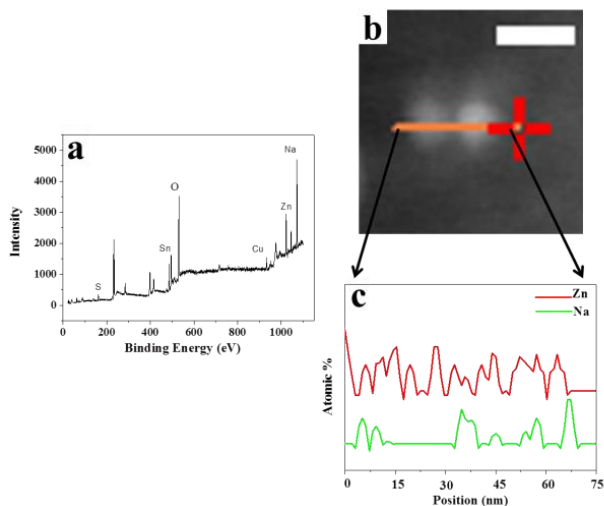 a
Intensity
5000
4000
3000
2000
1000
0
S
Sn
O
Cu
Zn
Na
0 200 400 600 800 1000
Binding Energy (eV)
b
c
Zn
Na
Atomic %
0 15 30 45 60 75
Position (nm)